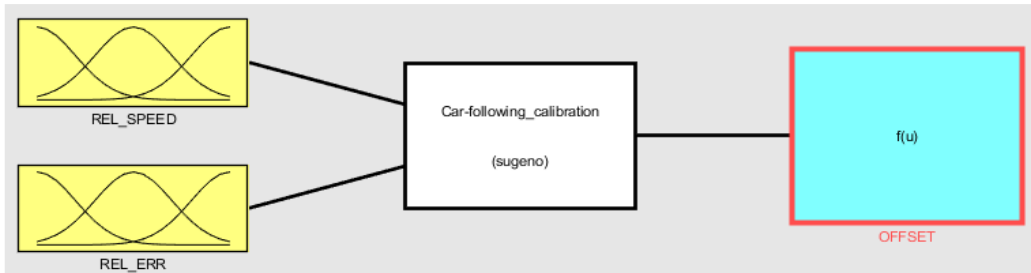 REL_SPEED
REL_ERR
Car-following_calibration
(sugeno)
f(u)
OFFSET